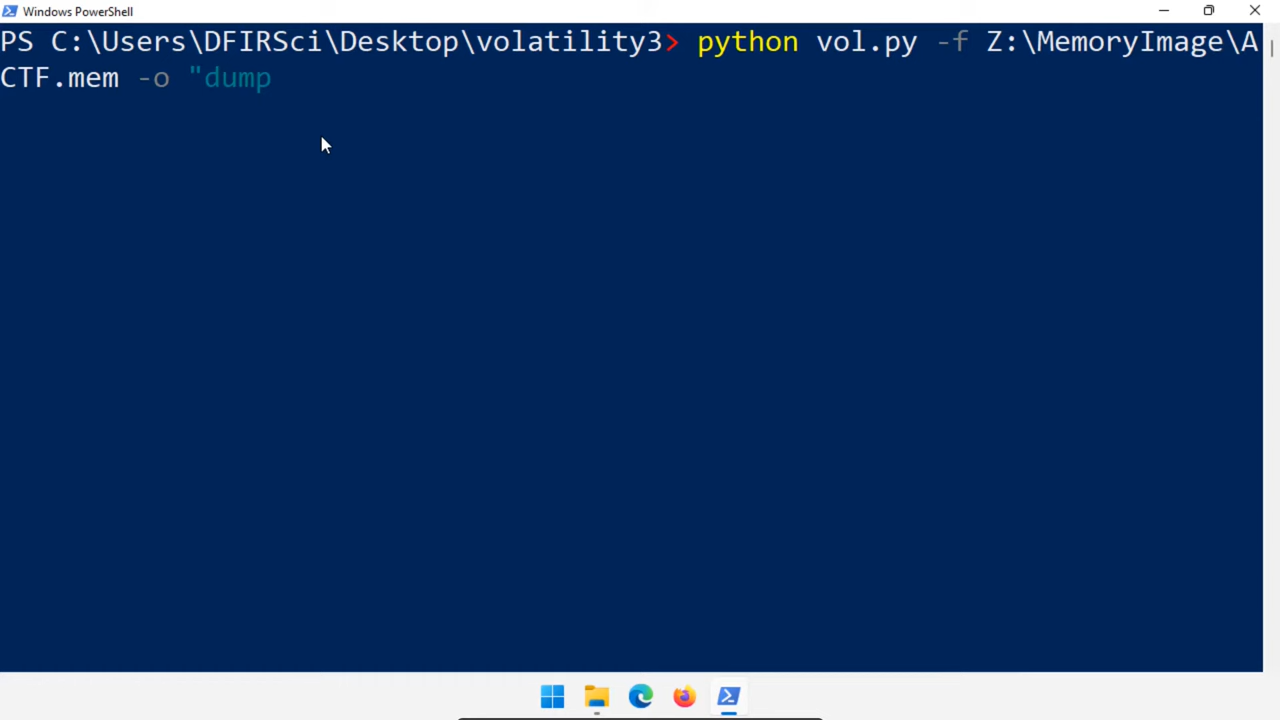 Windows PowerShell
PS C:\Users\DFIRSci\Desktop\volatility3> python vol.py -f Z:\MemoryImage\A
CTF.mem -o "dump